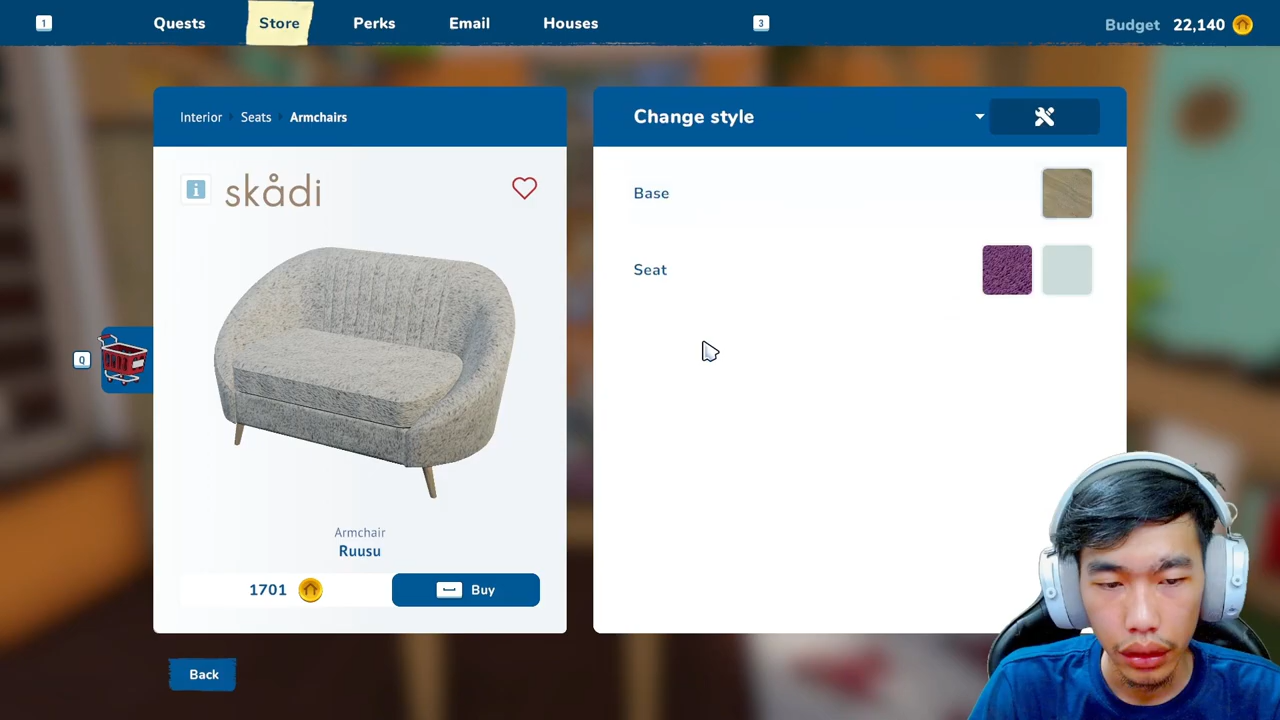 1 Quests Store Perks Email Houses 3 Budget 22,140
Interior Seats Armchairs
Change style
i skådi
Base
Seat
Q
Armchair
Ruusu
1701 Buy
Back